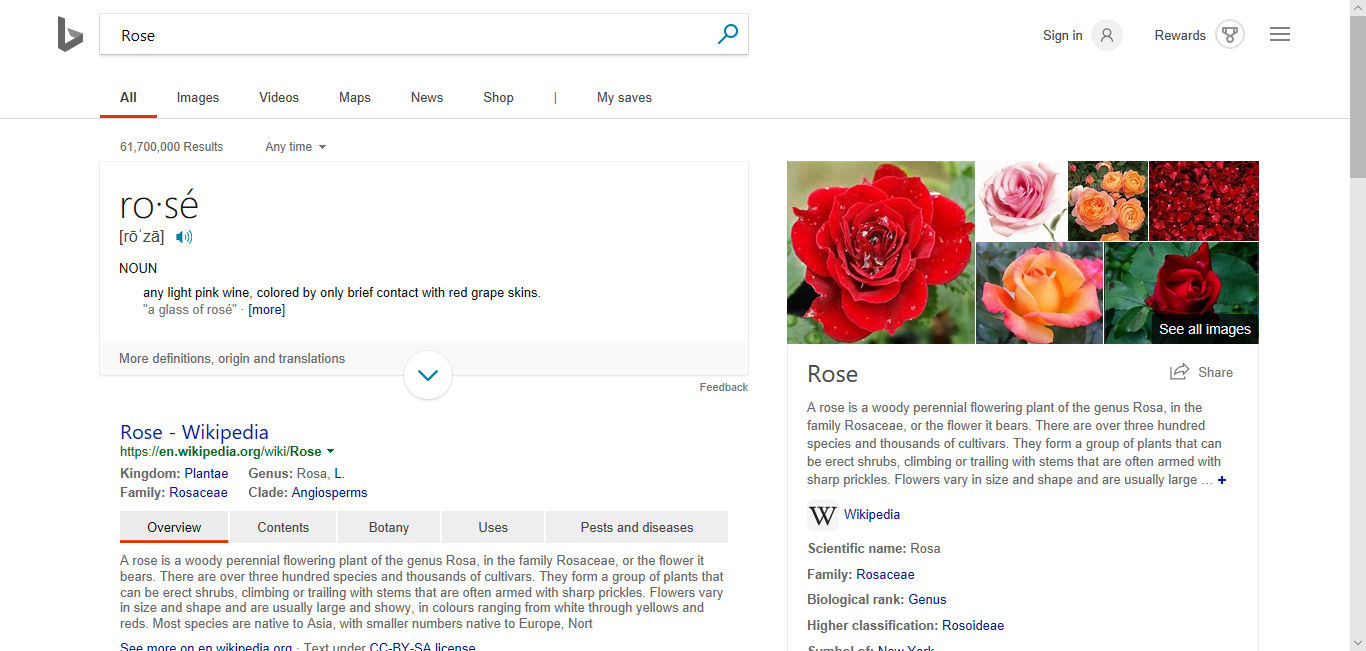 Rose
Sign in
Rewards
All Images Videos Maps News Shop | My saves
61,700,000 Results Any time
ro·sé
[rōˈzā]
NOUN
any light pink wine, colored by only brief contact with red grape skins.
"a glass of rosé" · [more]
More definitions, origin and translations
Feedback
Rose - Wikipedia
https://en.wikipedia.org/wiki/Rose
Kingdom: Plantae Genus: Rosa, L.
Family: Rosaceae Clade: Angiosperms
Overview Contents Botany Uses Pests and diseases
A rose is a woody perennial flowering plant of the genus Rosa, in the family Rosaceae, or the flower it
bears. There are over three hundred species and thousands of cultivars. They form a group of plants that
can be erect shrubs, climbing or trailing with stems that are often armed with sharp prickles. Flowers vary
in size and shape and are usually large and showy, in colours ranging from white through yellows and
reds. Most species are native to Asia, with smaller numbers native to Europe, Nort
See more on en.wikipedia.org · Text under CC-BY-SA license
See all images
Rose
Share
A rose is a woody perennial flowering plant of the genus Rosa, in the
family Rosaceae, or the flower it bears. There are over three hundred
species and thousands of cultivars. They form a group of plants that can
be erect shrubs, climbing or trailing with stems that are often armed with
sharp prickles. Flowers vary in size and shape and are usually large ... +
W Wikipedia
Scientific name: Rosa
Family: Rosaceae
Biological rank: Genus
Higher classification: Rosoideae
Symbol of: New York